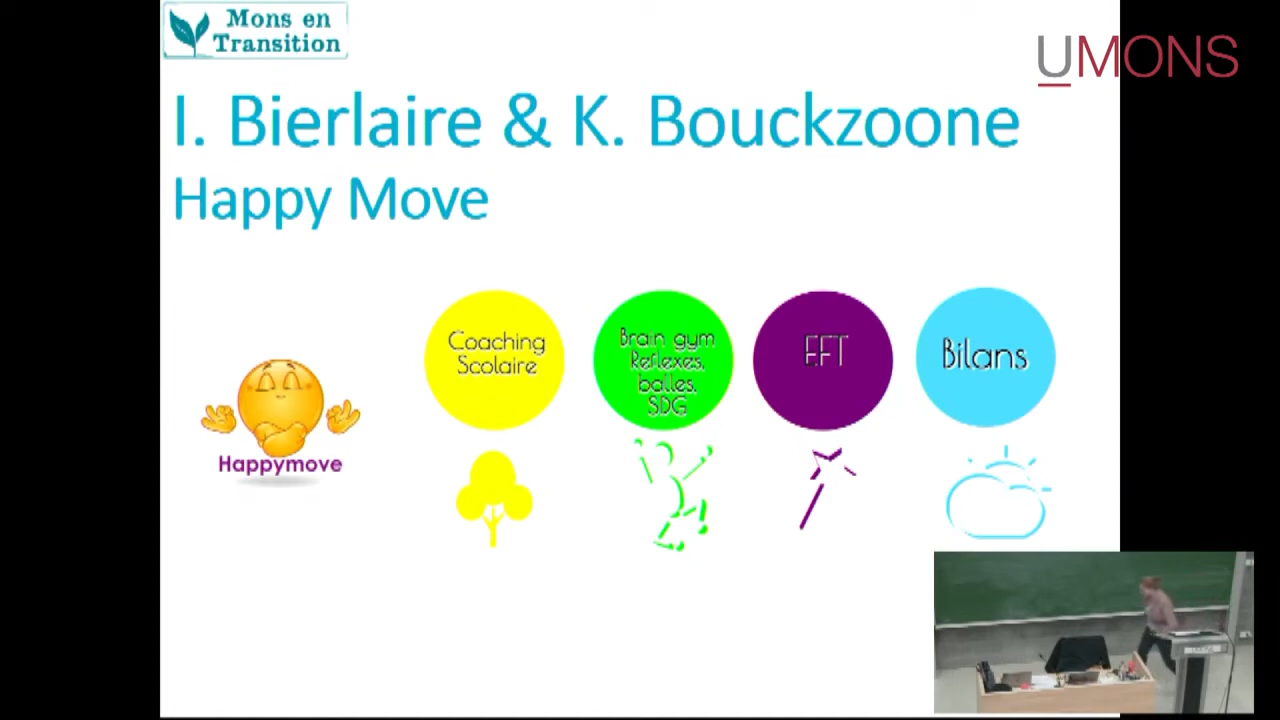 Mons en
Transition
UMONS
I. Bierlaire & K. Bouckzoone
Happy Move
Coaching
Scolaire
Brain gym
Reflexes,
balles,
SDG
EFT
Bilans
Happymove